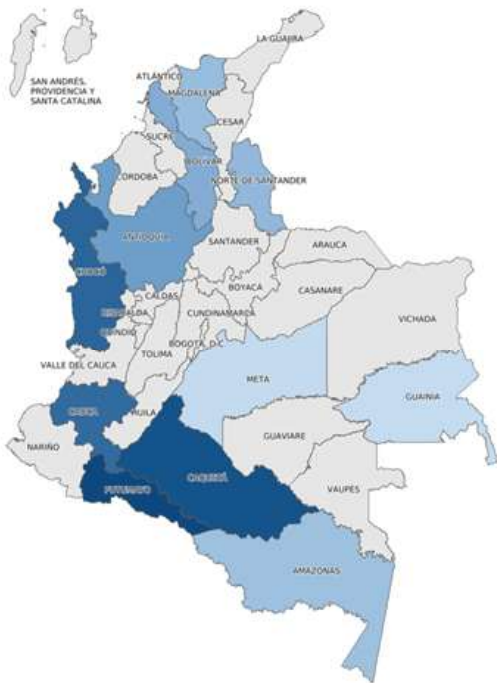 LA GUAJIRA
SAN ANDRÉS,
PROVIDENCIA Y
SANTA CATALINA
ATLÁNTICO
MAGDALENA
CESAR
SUCRE
BOLÍVAR
CÓRDOBA
NORTE DE SANTANDER
ANTIOQUIA
SANTANDER
ARAUCA
CHOCÓ
BOYACÁ
CASANARE
CALDAS
RISARALDA
CUNDINAMARCA
VICHADA
QUINDIO
BOGOTÁ, D.C.
TOLIMA
VALLE DEL CAUCA
META
GUAINÍA
CAUCA
HUILA
GUAVIARE
NARIÑO
CAQUETÁ
VAUPÉS
PUTUMAYO
AMAZONAS